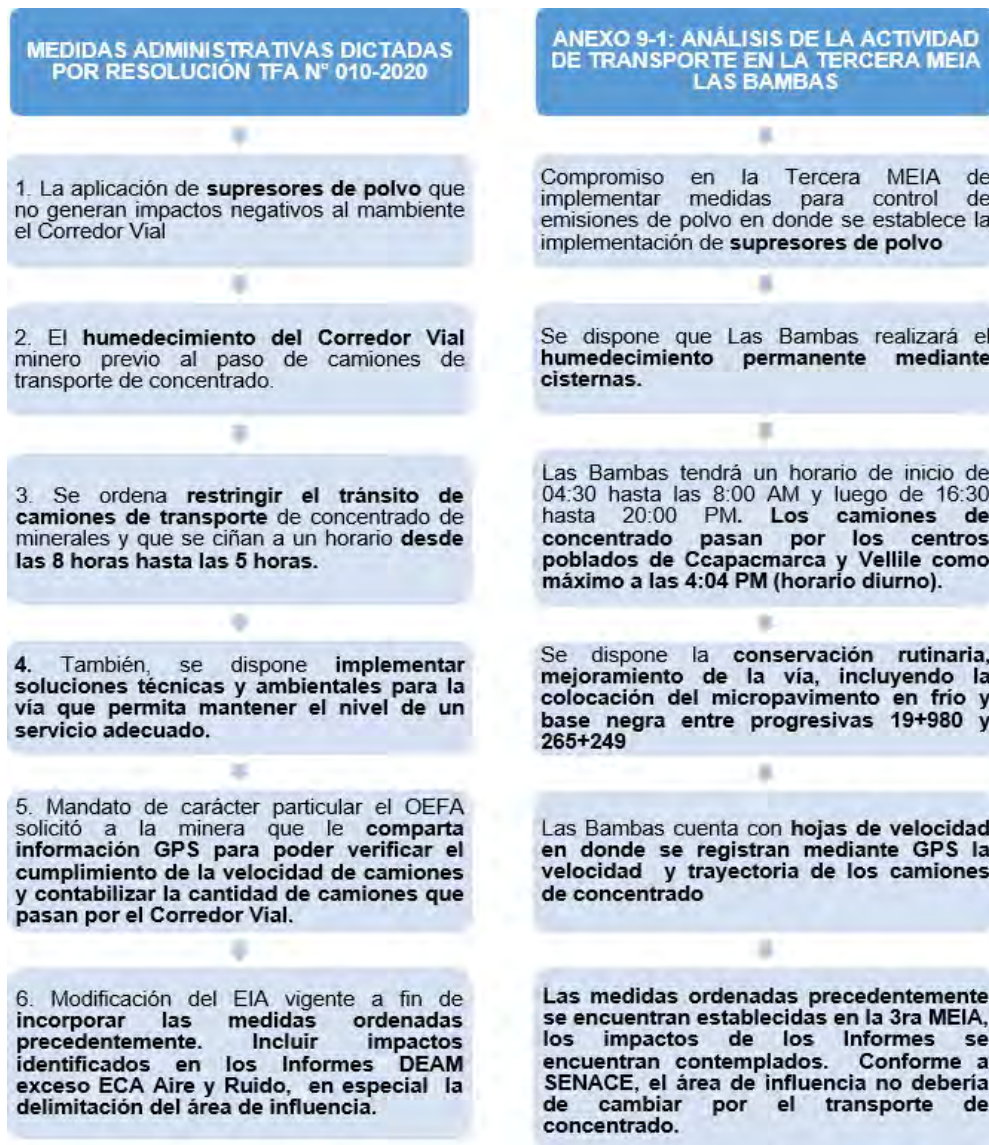 MEDIDAS ADMINISTRATIVAS DICTADAS
POR RESOLUCIÓN TFA N° 010-2020
1. La aplicación de supresores de polvo que
no generan impactos negativos al mambiente
el Corredor Vial
2. El humedecimiento del Corredor Vial
minero previo al paso de camiones de
transporte de concentrado.
3. Se ordena restringir el tránsito de
camiones de transporte de concentrado de
minerales y que se ciñan a un horario desde
las 8 horas hasta las 5 horas.
4. También, se dispone implementar
soluciones técnicas y ambientales para la
vía que permita mantener el nivel de un
servicio adecuado.
5. Mandato de carácter particular el OEFA
solicitó a la minera que le comparta
información GPS para poder verificar el
cumplimiento de la velocidad de camiones
y contabilizar la cantidad de camiones que
pasan por el Corredor Vial.
6. Modificación del EIA vigente a fin de
incorporar las medidas ordenadas
precedentemente. Incluir impactos
identificados en los Informes DEAM
exceso ECA Aire y Ruido, en especial la
delimitación del área de influencia.
ANEXO 9-1: ANÁLISIS DE LA ACTIVIDAD
DE TRANSPORTE EN LA TERCERA MEIA
LAS BAMBAS
Compromiso en la Tercera MEIA de
implementar medidas para control de
emisiones de polvo en donde se establece la
implementación de supresores de polvo
Se dispone que Las Bambas realizará el
humedecimiento permanente mediante
cisternas.
Las Bambas tendrá un horario de inicio de
04:30 hasta las 8:00 AM y luego de 16:30
hasta 20:00 PM. Los camiones de
concentrado pasan por los centros
poblados de Ccapacmarca y Vellile como
máximo a las 4:04 PM (horario diurno).
Se dispone la conservación rutinaria,
mejoramiento de la vía, incluyendo la
colocación del micropavimento en frío y
base negra entre progresivas 19+980 y
265+249
Las Bambas cuenta con hojas de velocidad
en donde se registran mediante GPS la
velocidad y trayectoria de los camiones
de concentrado
Las medidas ordenadas precedentemente
se encuentran establecidas en la 3ra MEIA,
los impactos de los Informes se
encuentran contemplados. Conforme a
SENACE, el área de influencia no debería
de cambiar por el transporte de
concentrado.